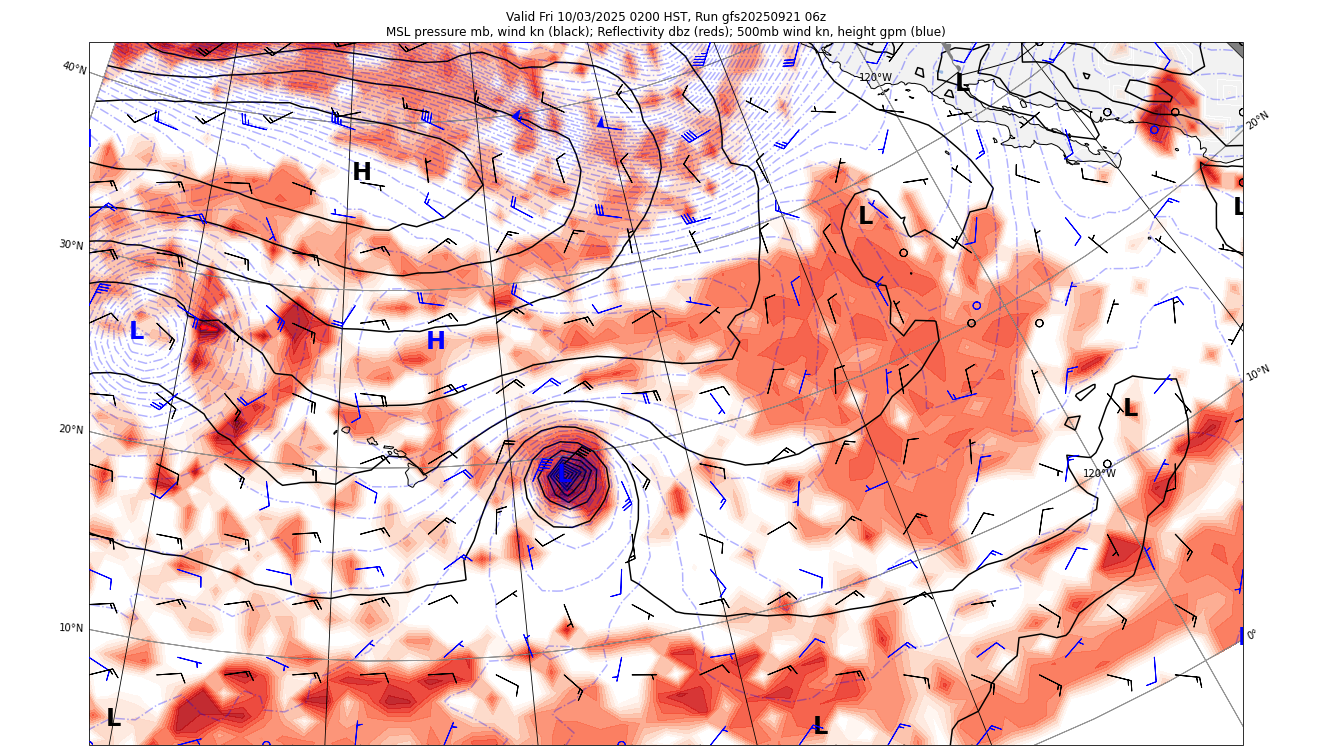 Valid Fri 10/03/2025 0200 HST, Run gfs20250921 06z
MSL pressure mb, wind kn (black); Reflectivity dbz (reds); 500mb wind kn, height gpm (blue)
40°N
120°W
L
20°N
H
L
L
30°N
L
H
10°N
L
20°N
120°W
L
10°N
0°
L
L